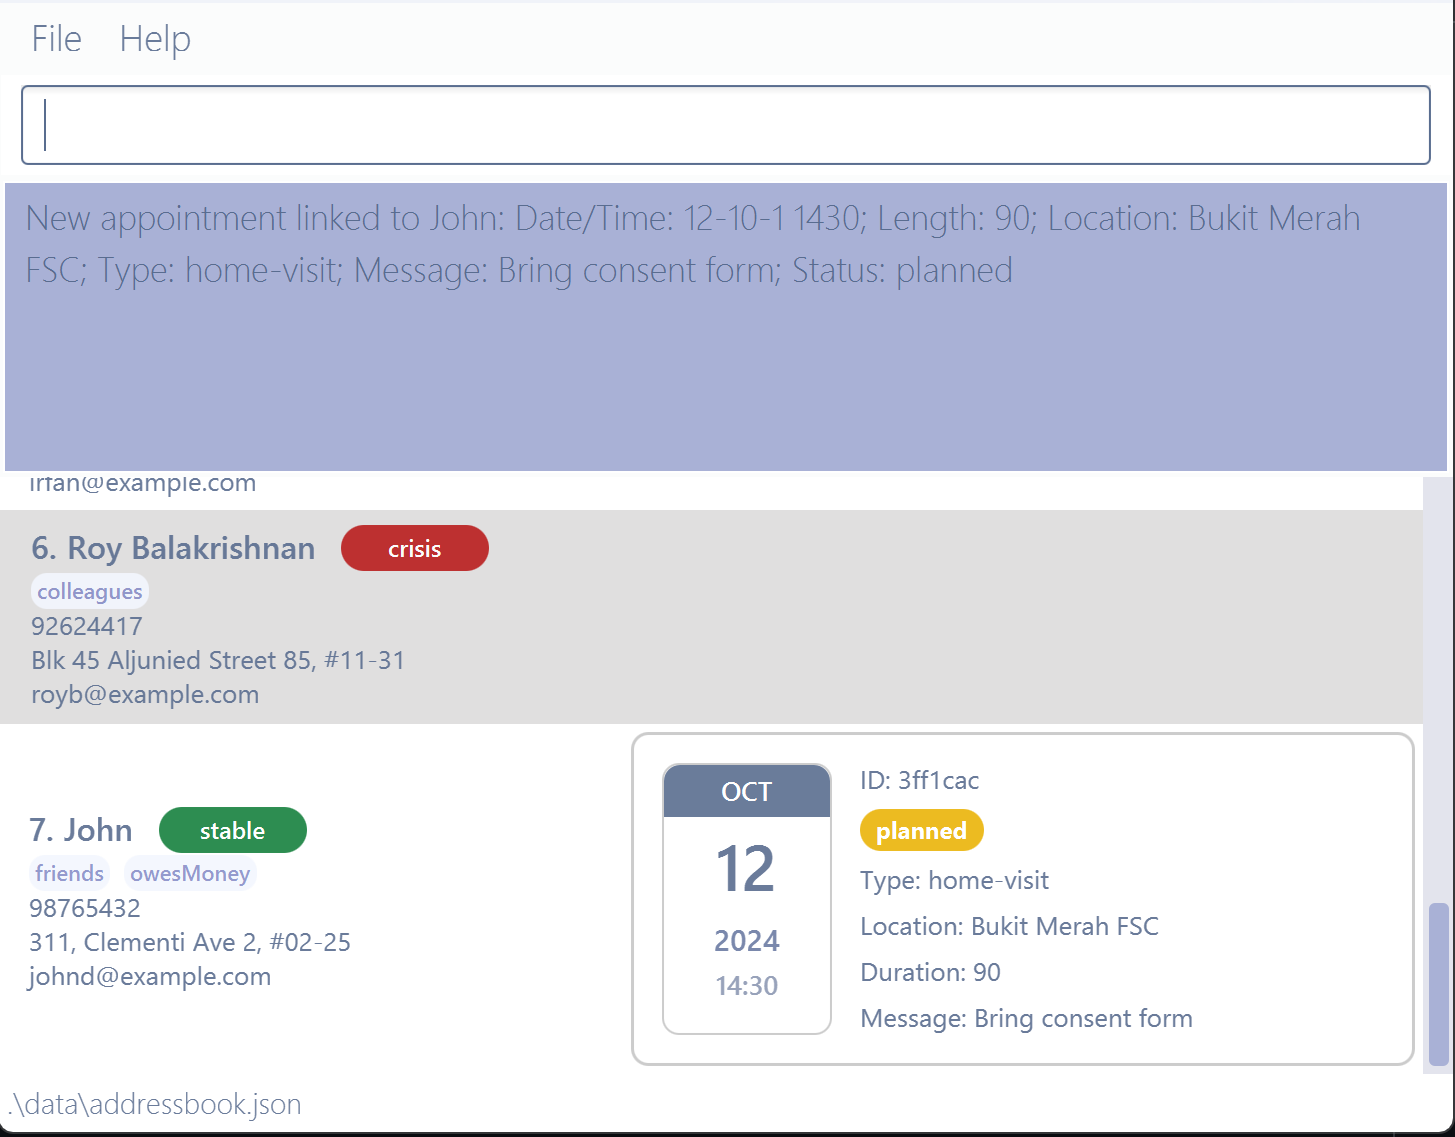 File Help
New appointment linked to John: Date/Time: 12-10-1 1430; Length: 90; Location: Bukit Merah
FSC; Type: home-visit; Message: Bring consent form; Status: planned
irfan@example.com
6. Roy Balakrishnan crisis
colleagues
92624417
Blk 45 Aljunied Street 85, #11-31
royb@example.com
7. John stable
friends owesMoney
98765432
311, Clementi Ave 2, #02-25
johnd@example.com
OCT
12
2024
14:30
ID: 3ff1cac
planned
Type: home-visit
Location: Bukit Merah FSC
Duration: 90
Message: Bring consent form
.\data\addressbook.json